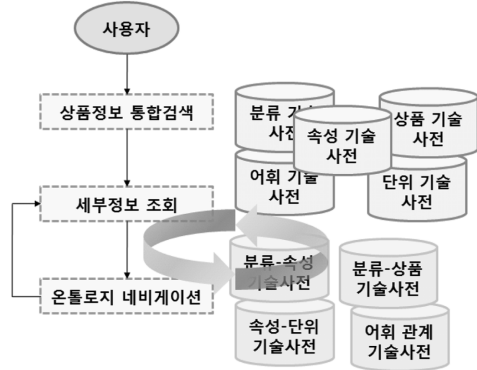 사용자
상품정보 통합검색
세부정보 조회
온톨로지 네비게이션
분류 기술
사전
속성 기술
사전
상품 기술
사전
어휘 기술
사전
단위 기술
사전
분류-속성
기술사전
분류-상품
기술사전
속성-단위
기술사전
어휘 관계
기술사전